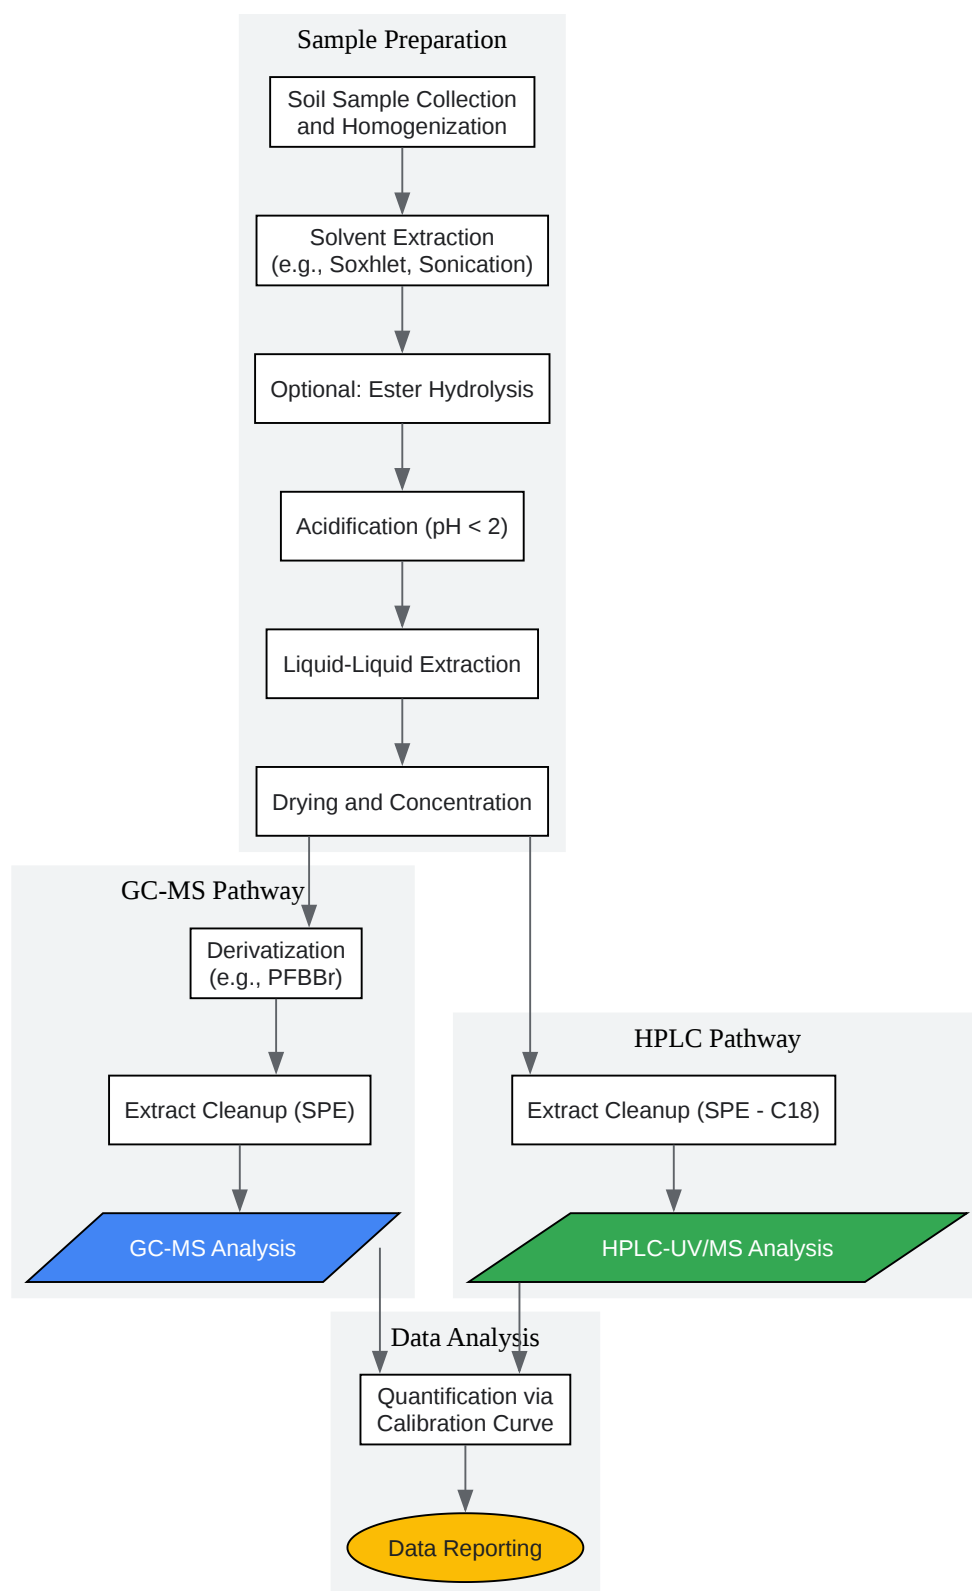 Sample Preparation
Soil Sample Collection
and Homogenization
Solvent Extraction
(e.g., Soxhlet, Sonication)
Optional: Ester Hydrolysis
Acidification (pH < 2)
Liquid-Liquid Extraction
Drying and Concentration
GC-MS Pathway
Derivatization
(e.g., PFBBr)
Extract Cleanup (SPE)
GC-MS Analysis
HPLC Pathway
Extract Cleanup (SPE - C18)
HPLC-UV/MS Analysis
Data Analysis
Quantification via
Calibration Curve
Data Reporting